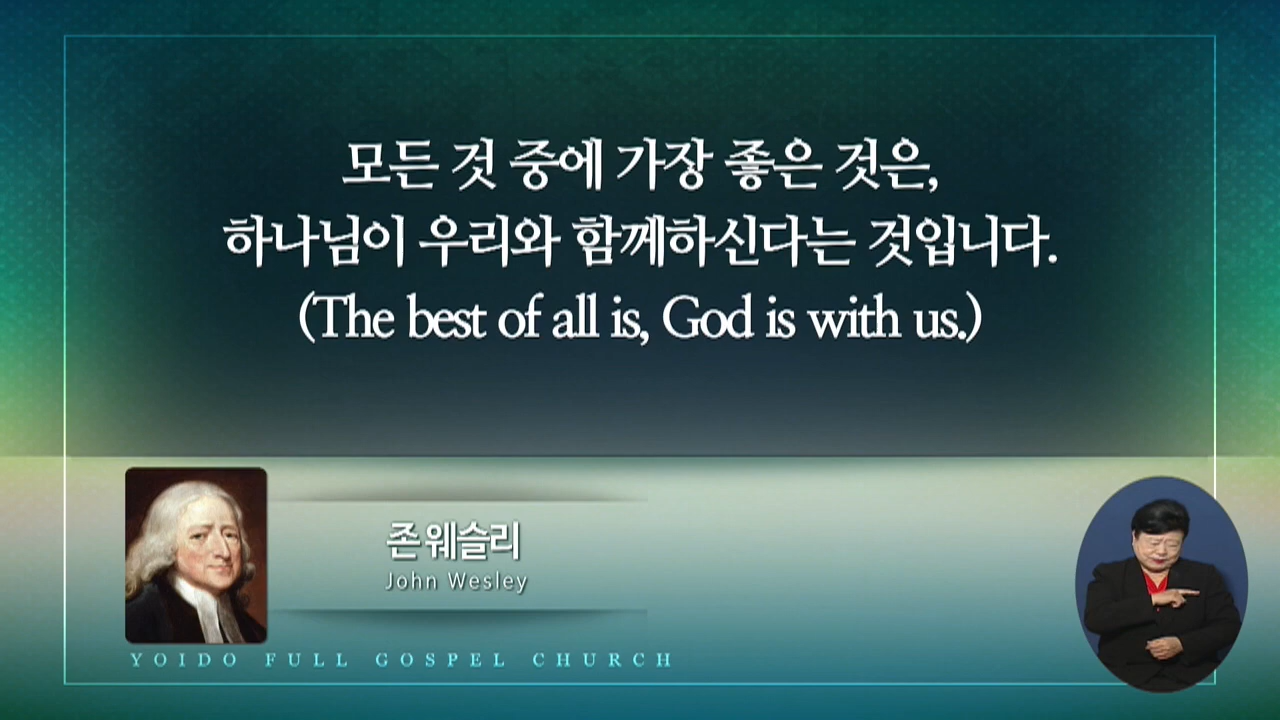 모든 것 중에 가장 좋은 것은,
하나님이 우리와 함께하신다는 것입니다.
(The best of all is, God is with us.)
존 웨슬리
John Wesley
YOIDO FULL GOSPEL CHURCH